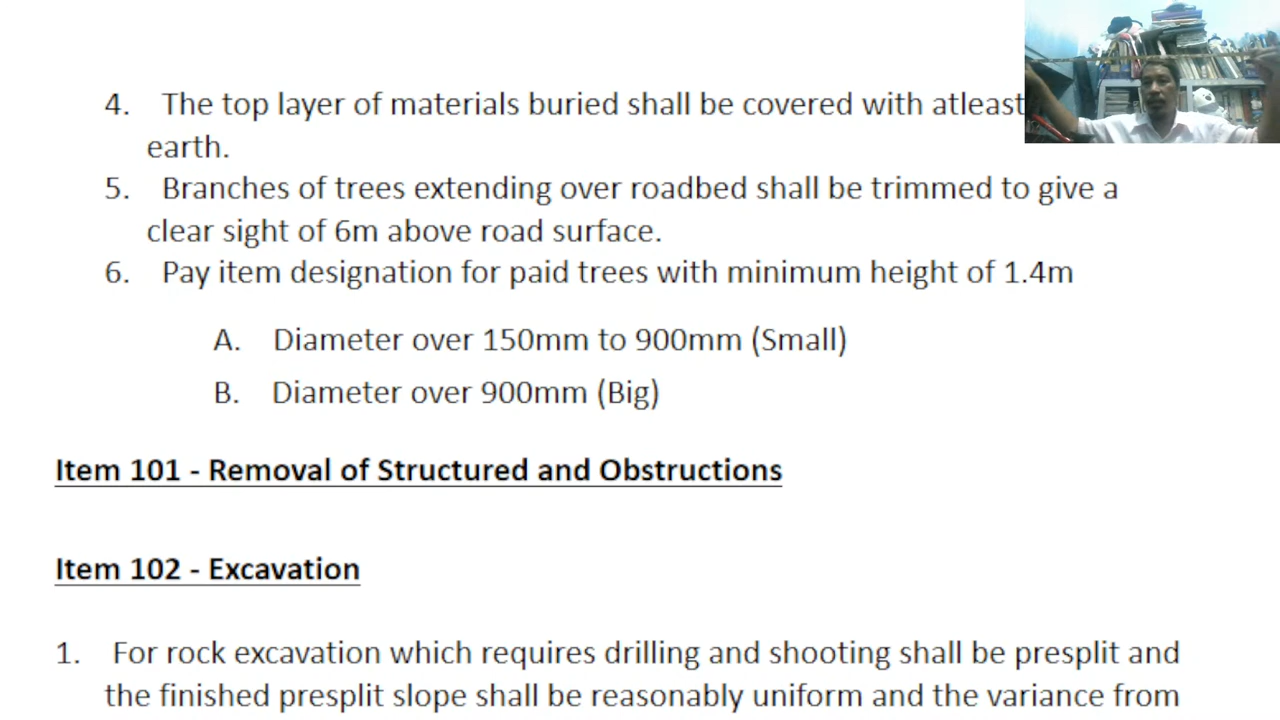 4. The top layer of materials buried shall be covered with atleast
earth.
5. Branches of trees extending over roadbed shall be trimmed to give a
clear sight of 6m above road surface.
6. Pay item designation for paid trees with minimum height of 1.4m
A. Diameter over 150mm to 900mm (Small)
B. Diameter over 900mm (Big)
Item 101 - Removal of Structured and Obstructions
Item 102 - Excavation
1. For rock excavation which requires drilling and shooting shall be presplit and
the finished presplit slope shall be reasonably uniform and the variance from